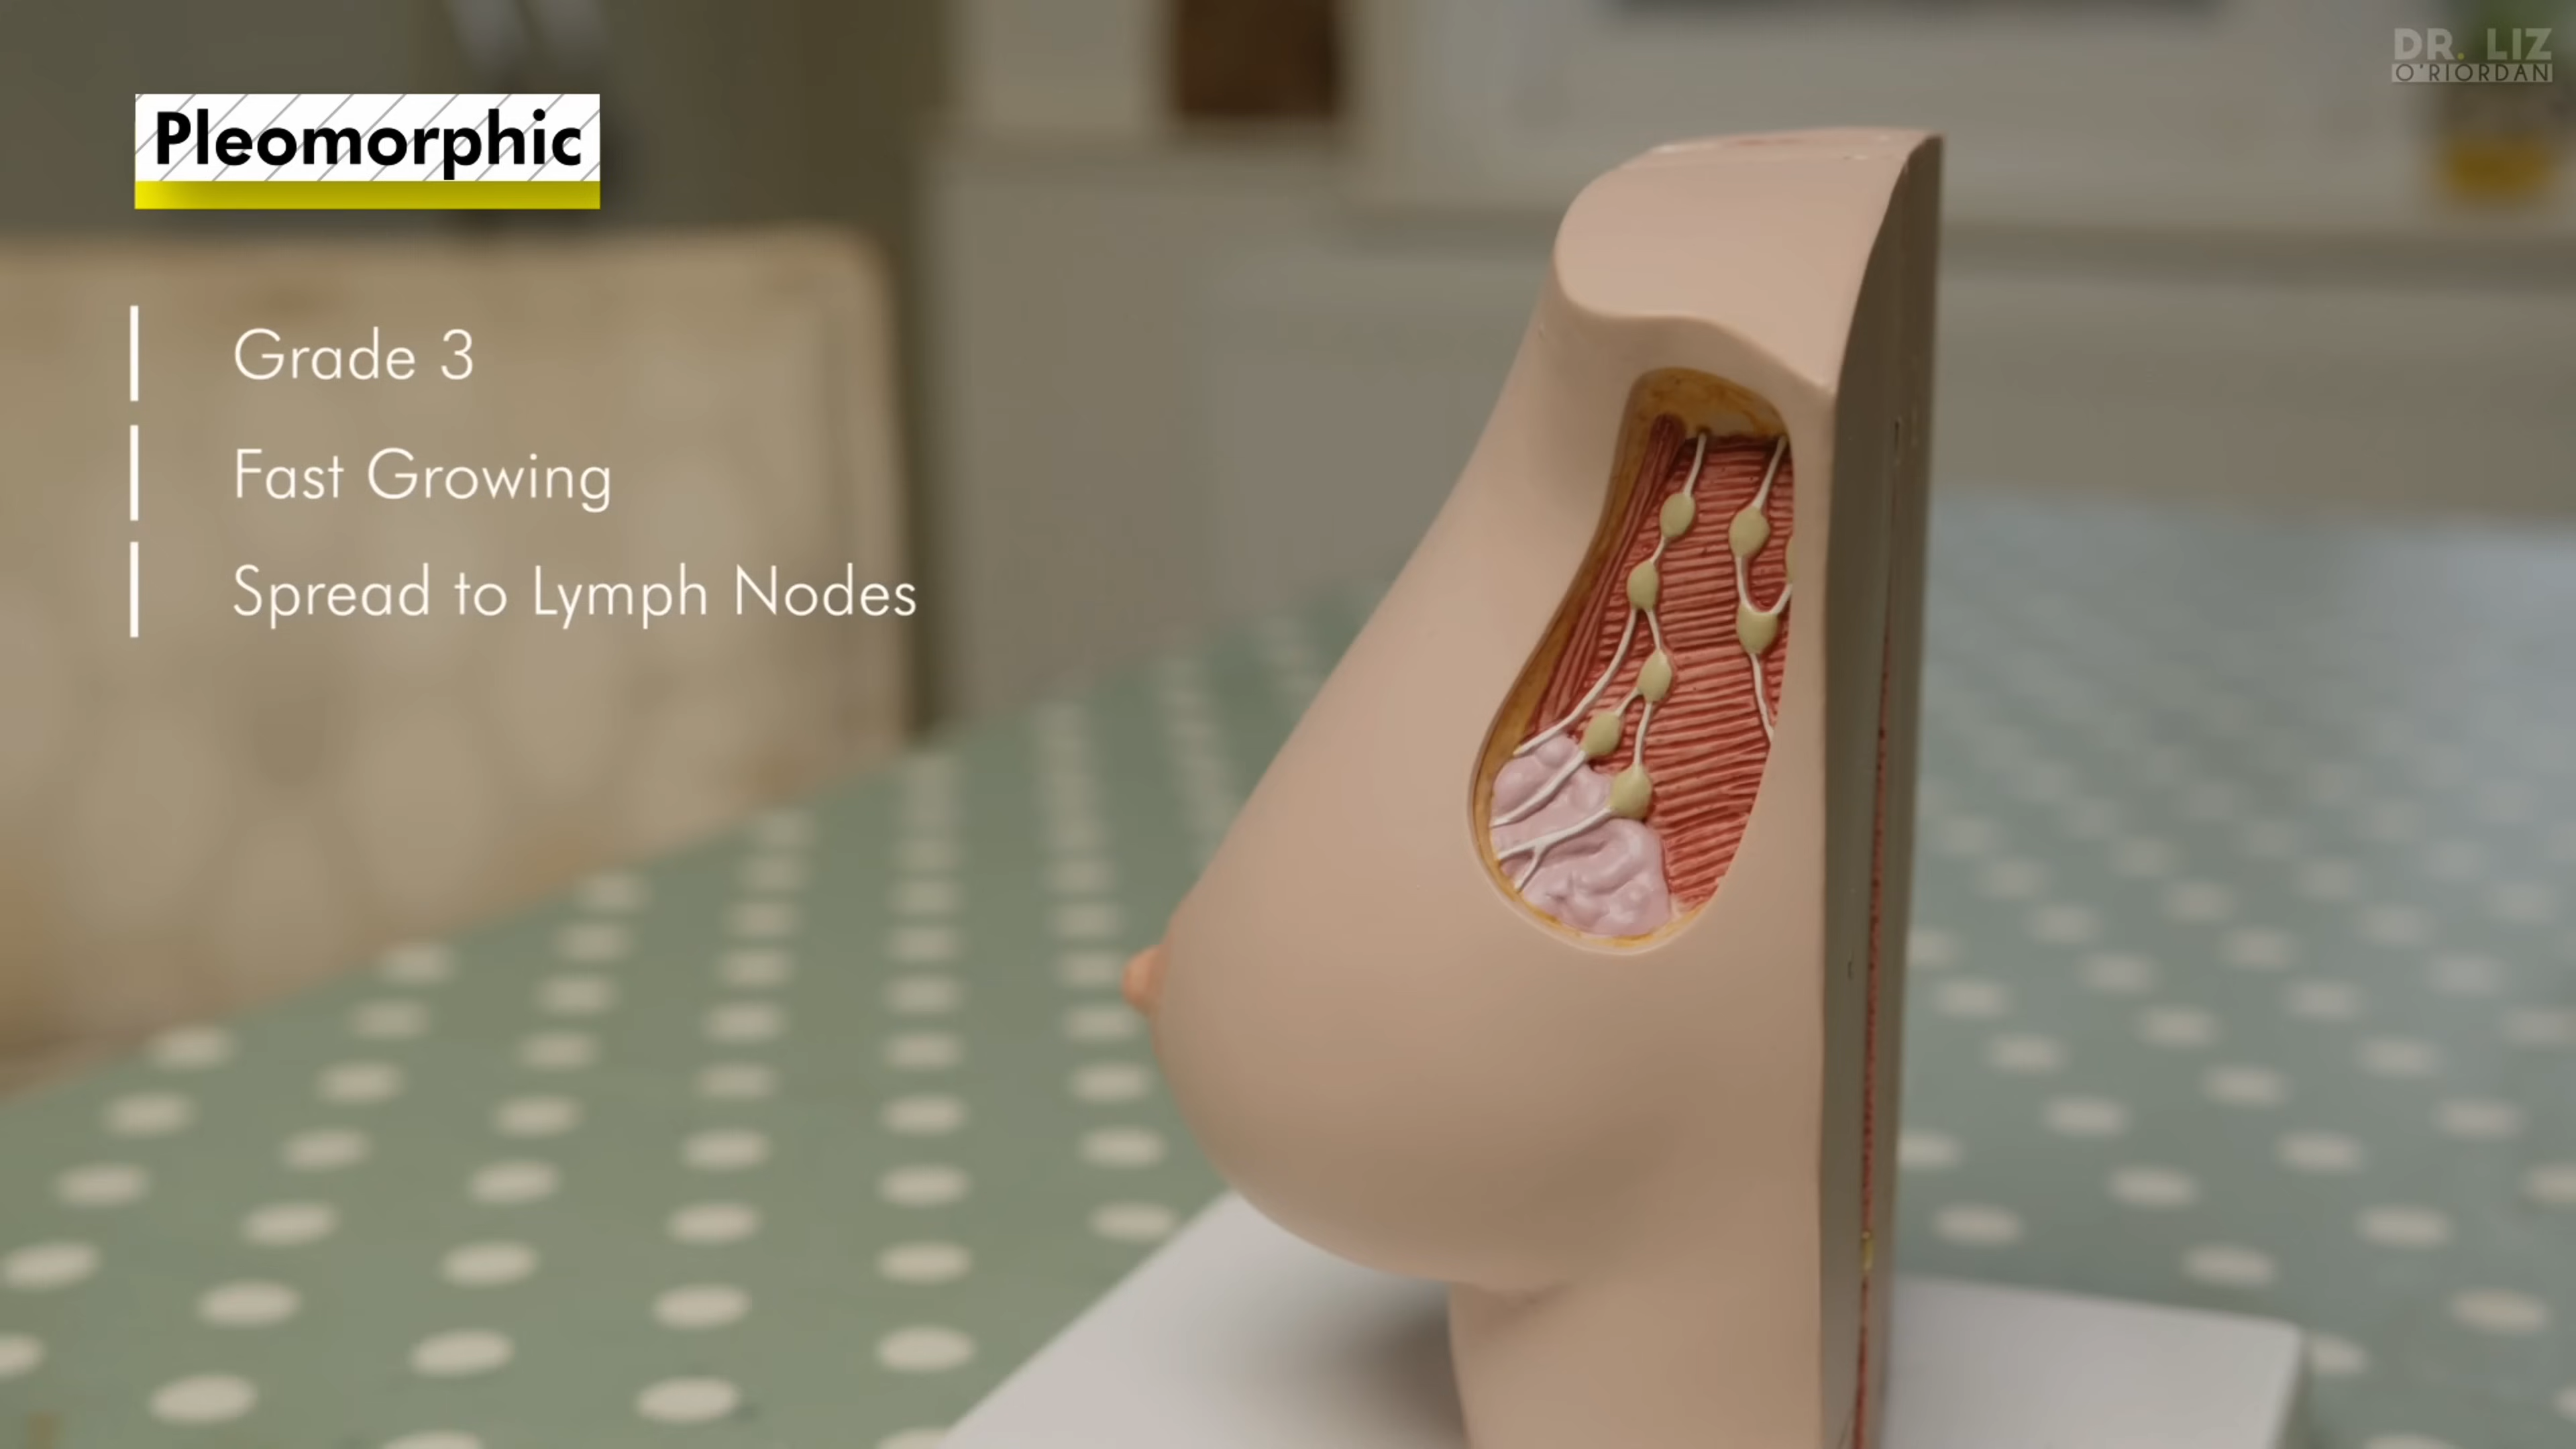 DR. LIZ
O'RIORDAN
Pleomorphic
Grade 3
Fast Growing
Spread to Lymph Nodes